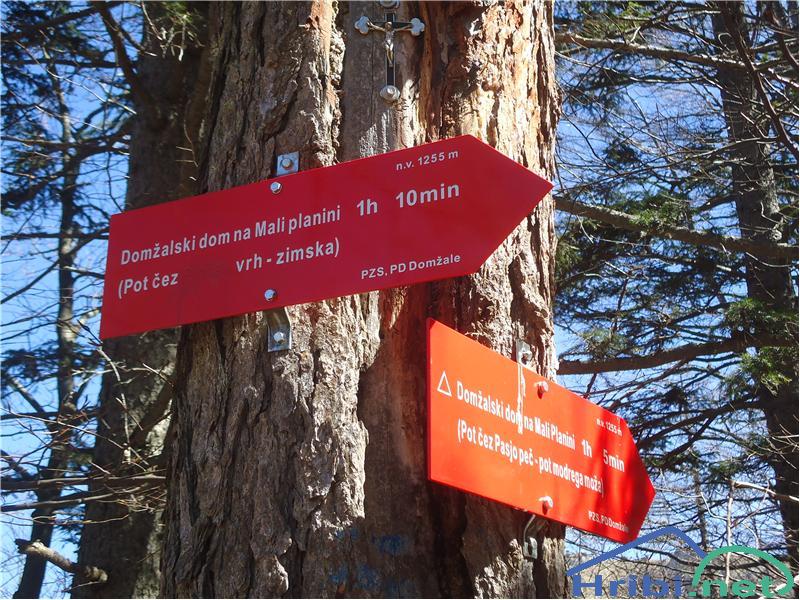 n.v. 1255 m
Domžalski dom na Mali planini 1h 10min
(Pot čez vrh - zimska)
PZS, PD Domžale
n.v. 1255 m
Domžalski dom na Mali Planini 1h 5min
(Pot čez Pasjo peč - pot modrega moža)
PZS, PD Domžale
Hribi.net